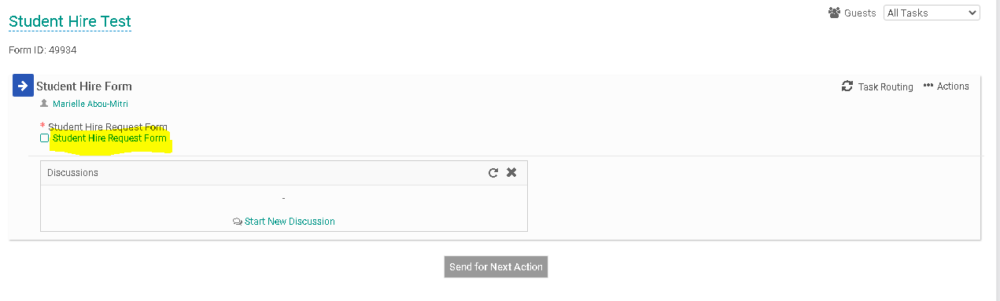 Student Hire Test
Guests
All Tasks
Form ID: 49934
Student Hire Form
Task Routing
Actions
Marielle Abou-Mitri
* Student Hire Request Form
Student Hire Request Form
Discussions
-
Start New Discussion
Send for Next Action